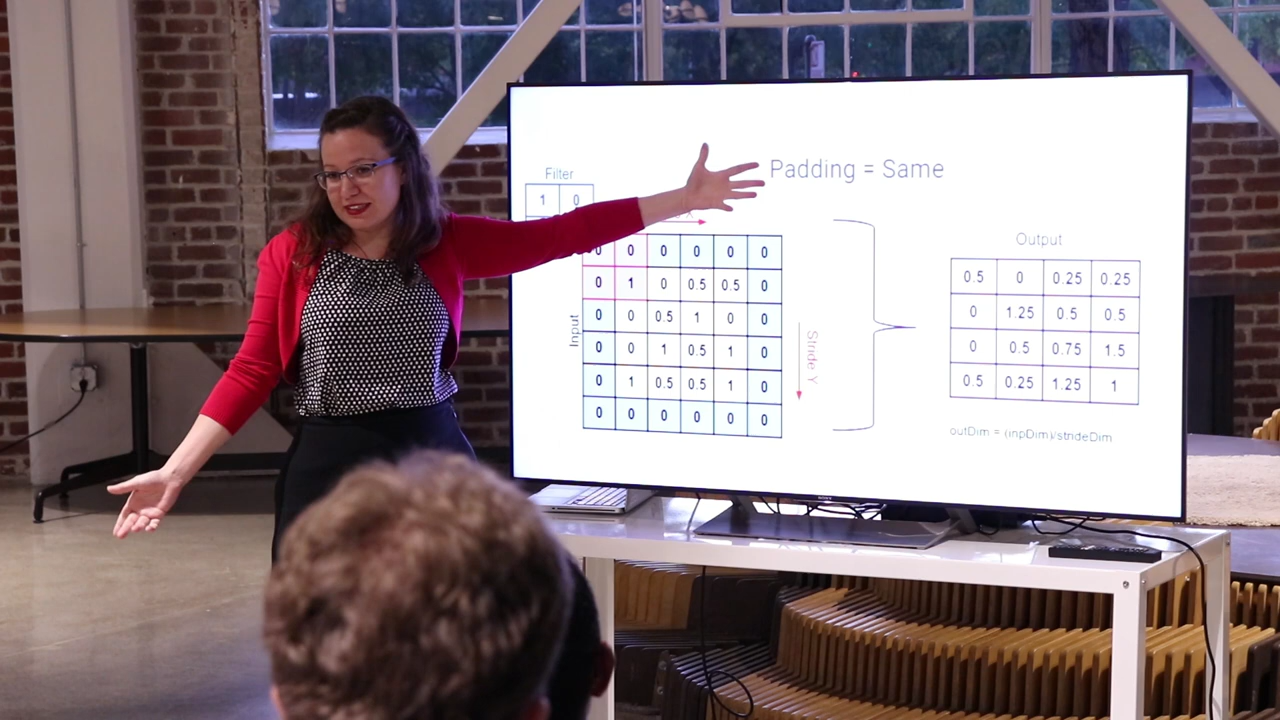 Padding = Same
Filter
1 0
Output
0 0 0 0 0 0
0 1 0 0.5 0.5 0
0 0 0.5 1 0 0
0 0 1 0.5 1 0
0 1 0.5 0.5 1 0
0 0 0 0 0 0
Input
Stride Y
0.5 0 0.25 0.25
0 1.25 0.5 0.5
0 0.5 0.75 1.5
0.5 0.25 1.25 1
outDim = (inpDim)/strideDim
SONY